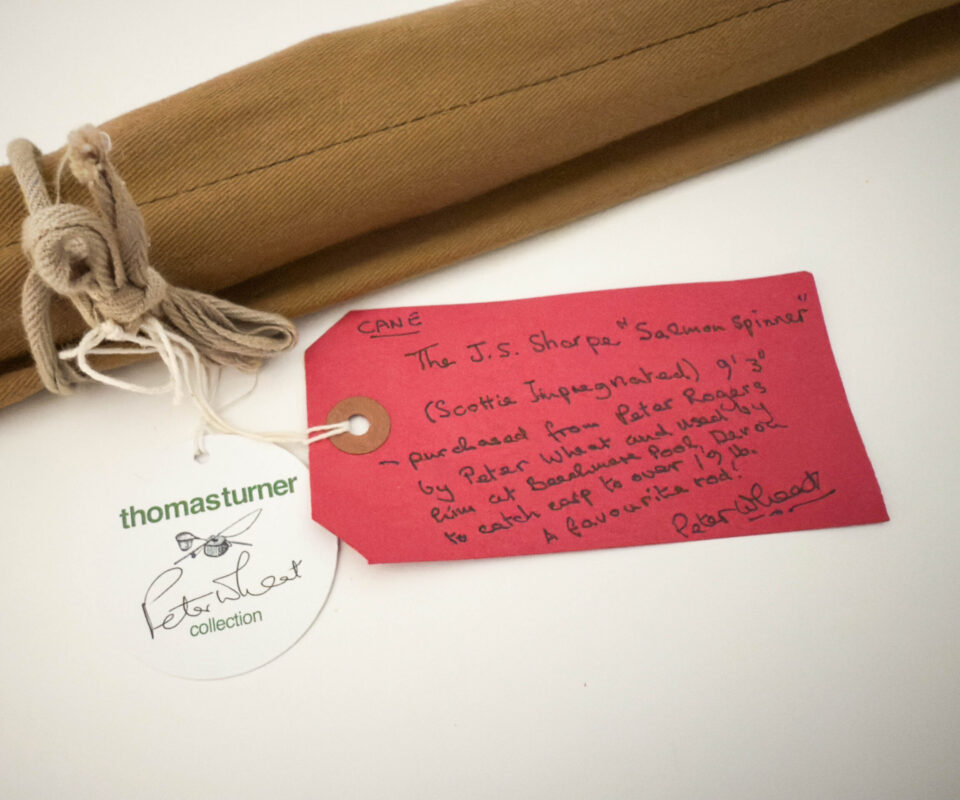 CANE
The J.S. Sharpe "Salmon Spinner"
(Scottie Impregnated) 9' 3"
~ purchased from Peter Rogers
by Peter Wheat and used by
him at Beechmere Pool, Devon
to catch carp to over 19 lb.
A favourite rod!
Peter Wheat
thomasturner
Peter Wheat
collection